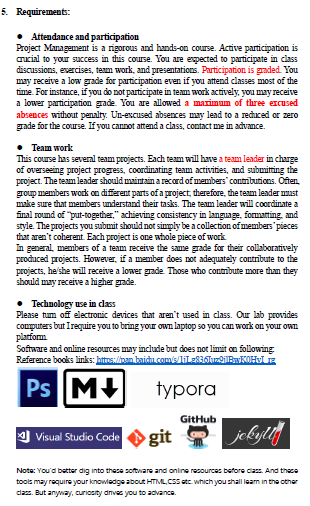 5. Requirements:
● Attendance and participation
Project Management is a rigorous and hands-on course. Active participation is
crucial to your success in this course. You are expected to participate in class
discussions, exercises, team work, and presentations. Participation is graded. You
may receive a low grade for participation even if you attend classes most of the
time. For instance, if you do not participate in team work actively, you may receive
a lower participation grade. You are allowed a maximum of three excused
absences without penalty. Un-excused absences may lead to a reduced or zero
grade for the course. If you cannot attend a class, contact me in advance.
● Team work
This course has several team projects. Each team will have a team leader in charge
of overseeing project progress, coordinating team activities, and submitting the
project. The team leader should maintain a record of members' contributions. Often,
group members work on different parts of a project; therefore, the team leader must
make sure that members understand their tasks. The team leader will coordinate a
final round of "put-together," achieving consistency in language, formatting, and
style. The projects you submit should not simply be a collection of members' pieces
that aren't coherent. Each project is one whole piece of work.
In general, members of a team receive the same grade for their collaboratively
produced projects. However, if a member does not adequately contribute to the
projects, he/she will receive a lower grade. Those who contribute more than they
should may receive a higher grade.
● Technology use in class
Please turn off electronic devices that aren't used in class. Our lab provides
computers but I require you to bring your own laptop so you can work on your own
platform.
Software and online resources may include but does not limit on following:
Reference books links: https://pan.baidu.com/s/
Ps M typora
Visual Studio Code git GitHub jekyll
Note: You'd better dig into these software and online resources before class. And these
tools may require your knowledge about HTML,CSS etc. which you shall learn in the other
class. But anyway, curiosity drives you to advance.